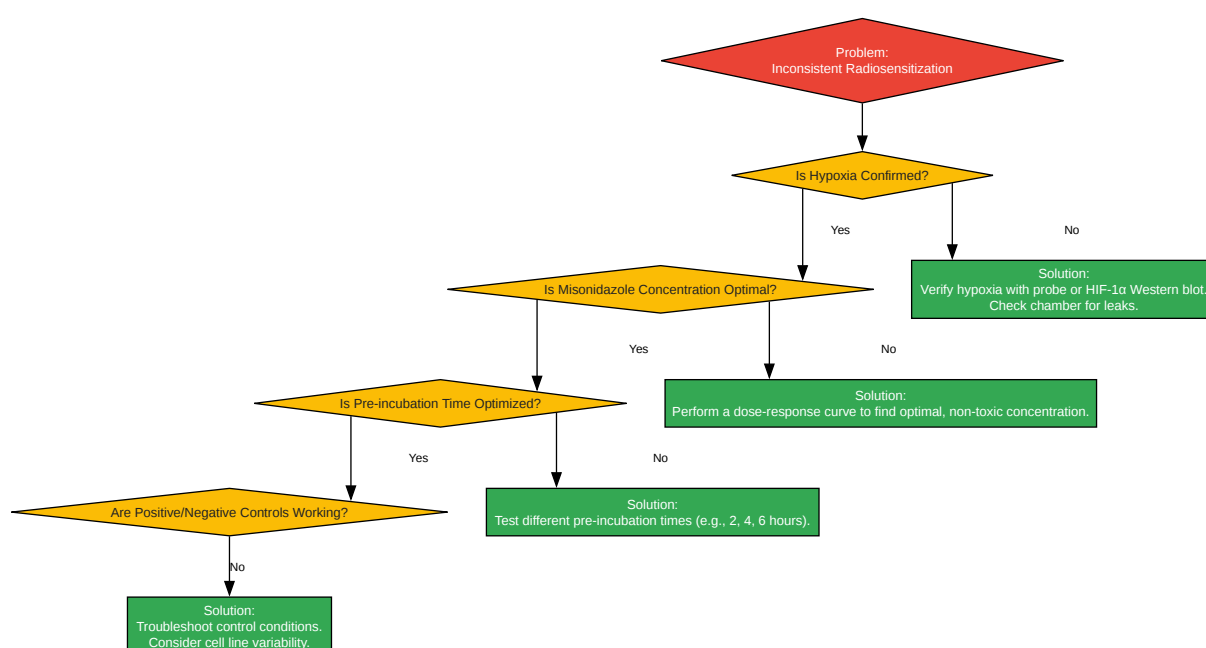 Problem:
Inconsistent Radiosensitization
Is Hypoxia Confirmed?
Yes
No
Solution:
Verify hypoxia with probe or HIF-1α Western blot.
Check chamber for leaks.
Is Misonidazole Concentration Optimal?
Yes
No
Solution:
Perform a dose-response curve to find optimal, non-toxic concentration.
Is Pre-incubation Time Optimized?
Yes
No
Solution:
Test different pre-incubation times (e.g., 2, 4, 6 hours).
Are Positive/Negative Controls Working?
No
Solution:
Troubleshoot control conditions.
Consider cell line variability.